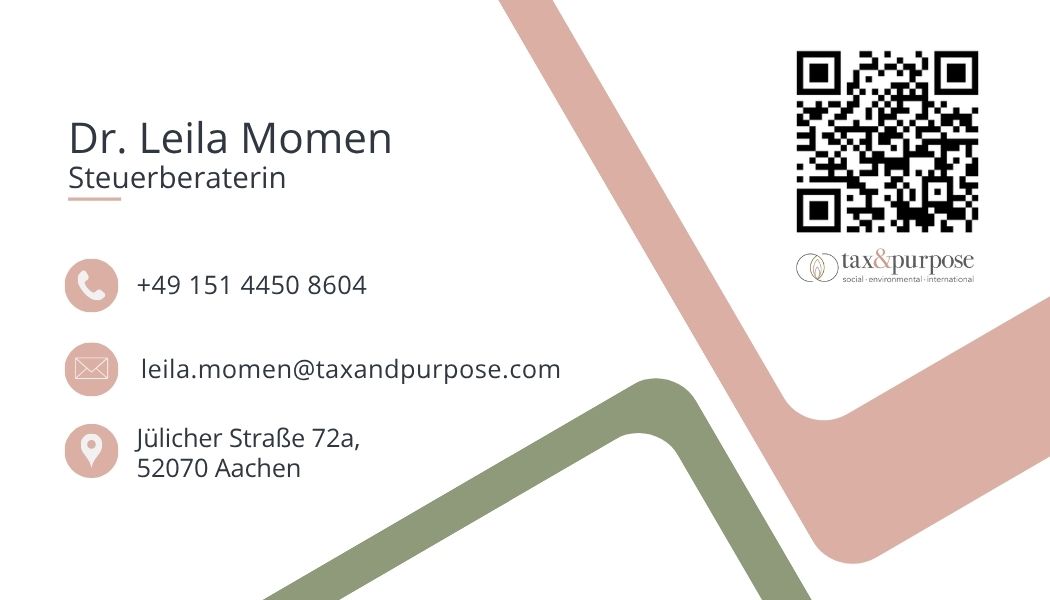 Dr. Leila Momen
Steuerberaterin
+49 151 4450 8604
leila.momen@taxandpurpose.com
Jülicher Straße 72a,
52070 Aachen
tax&purpose
social · environmental · international